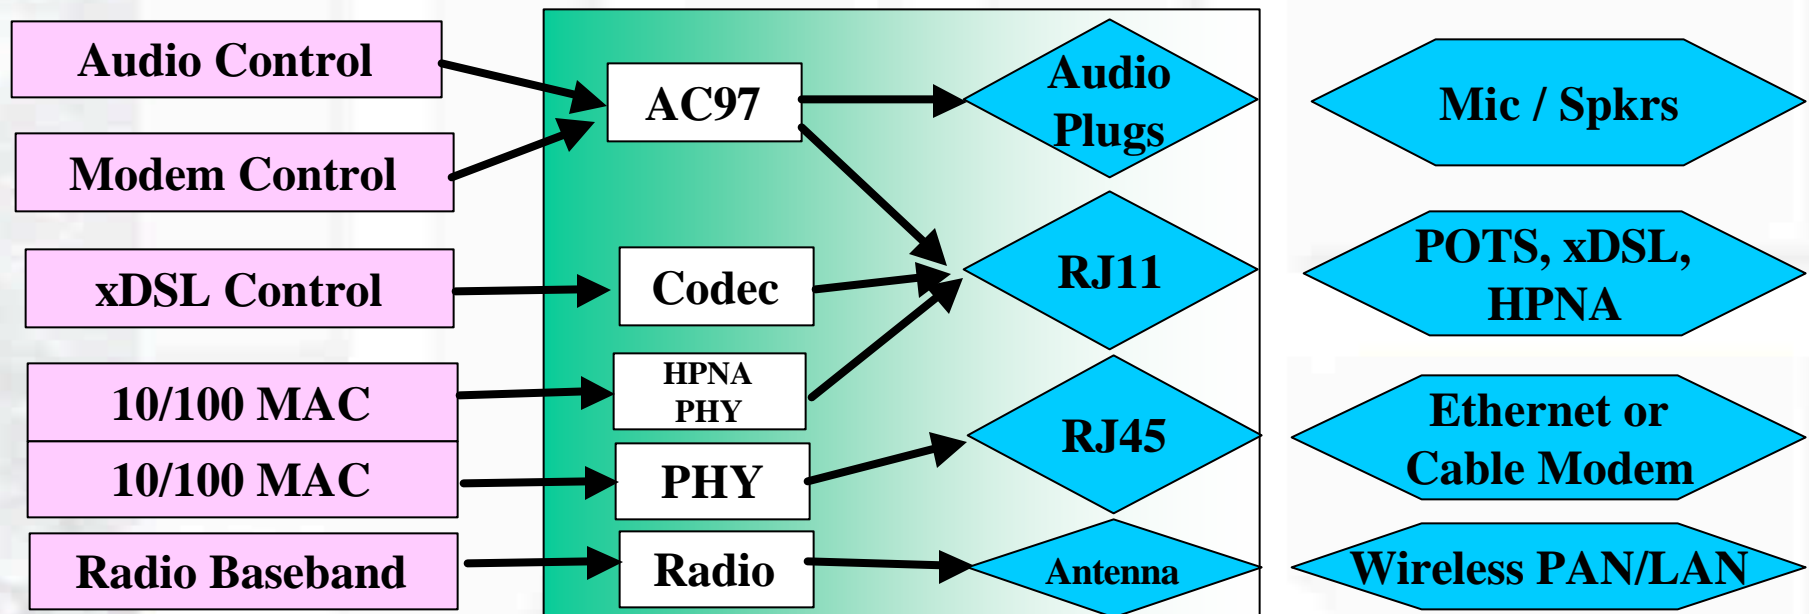 Audio Control
Modem Control
xDSL Control
10/100 MAC
10/100 MAC
Radio Baseband
AC97
Codec
HPNA
PHY
PHY
Radio
Audio
Plugs
RJ11
RJ45
Antenna
Mic / Spkrs
POTS, xDSL,
HPNA
Ethernet or
Cable Modem
Wireless PAN/LAN